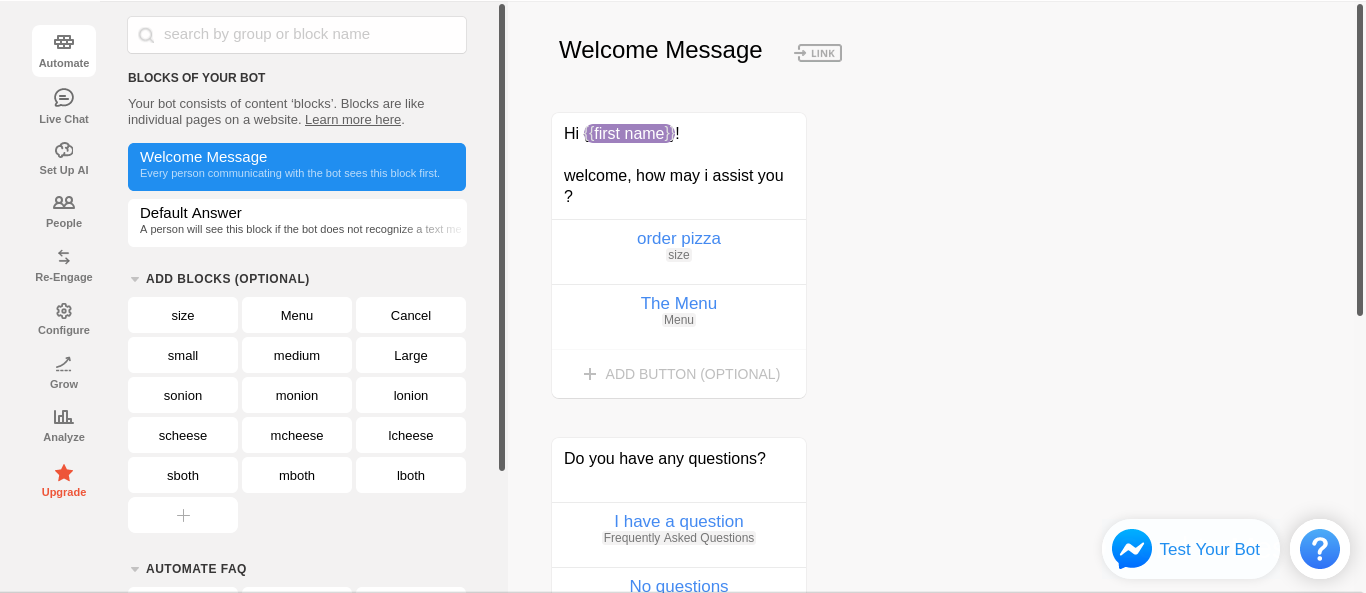 Automate
Live Chat
Set Up AI
People
Re-Engage
Configure
Grow
Analyze
Upgrade
search by group or block name
BLOCKS OF YOUR BOT
Your bot consists of content ‘blocks’. Blocks are like
individual pages on a website. Learn more here.
Welcome Message
Every person communicating with the bot sees this block first.
Default Answer
A person will see this block if the bot does not recognize a text me
ADD BLOCKS (OPTIONAL)
size Menu Cancel
small medium Large
sonion monion lonion
scheese mcheese lcheese
sboth mboth lboth
AUTOMATE FAQ
Welcome Message LINK
Hi {{first name}}!
welcome, how may i assist you
?
order pizza
size
The Menu
Menu
ADD BUTTON (OPTIONAL)
Do you have any questions?
I have a question
Frequently Asked Questions
No questions
Test Your Bot
?